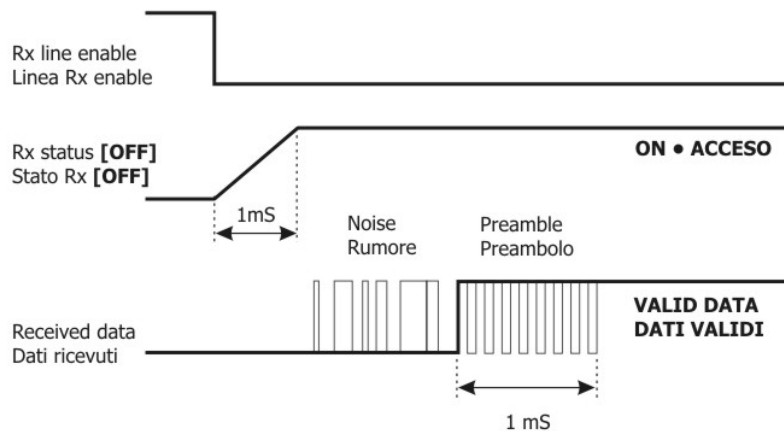 Rx line enable
Linea Rx enable
Rx status [OFF]
Stato Rx [OFF]
ON • ACCESO
1mS
Noise
Rumore
Preamble
Preambolo
Received data
Dati ricevuti
VALID DATA
DATI VALIDI
1 mS